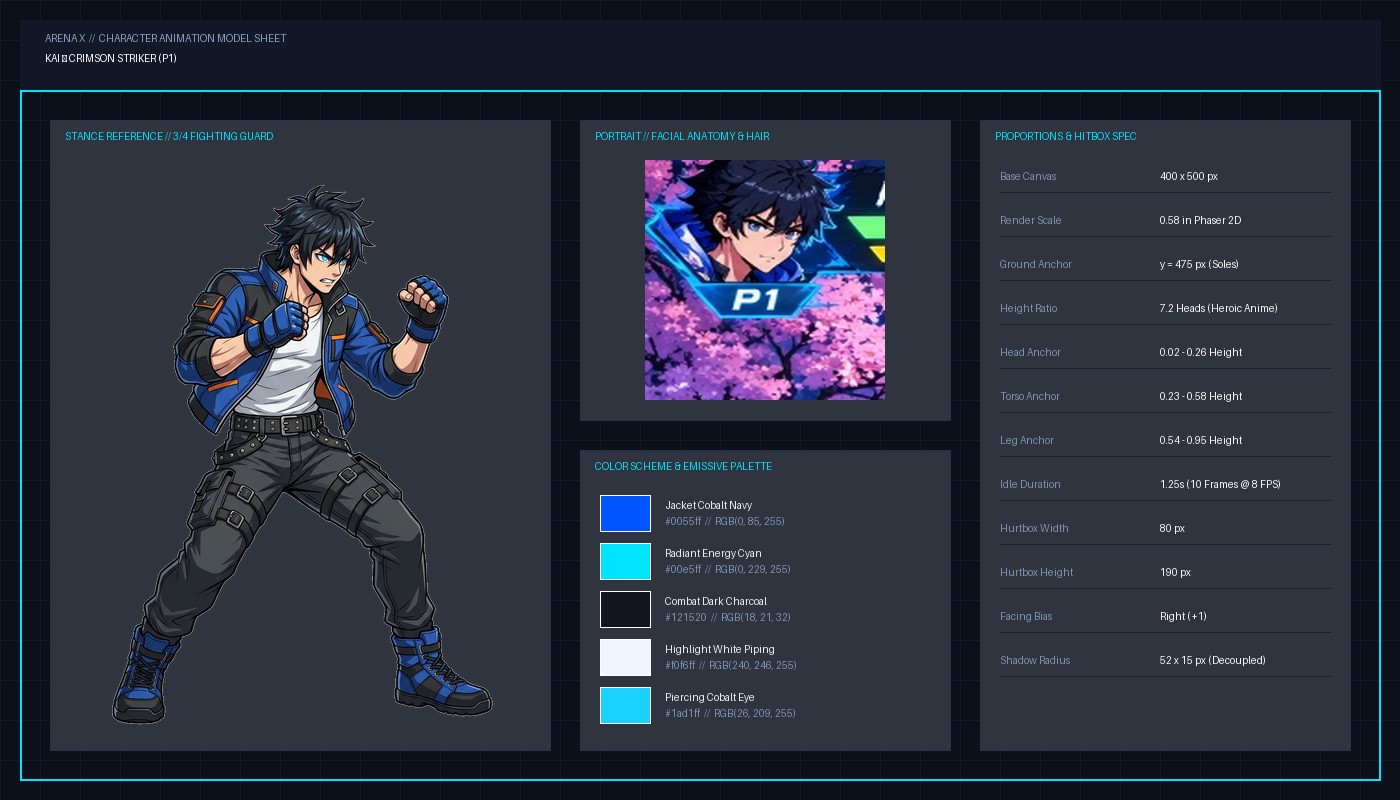 ARENA X // CHARACTER ANIMATION MODEL SHEET
KAI □ CRIMSON STRIKER (P1)
STANCE REFERENCE // 3/4 FIGHTING GUARD
PORTRAIT // FACIAL ANATOMY & HAIR
P1
COLOR SCHEME & EMISSIVE PALETTE
Jacket Cobalt Navy
#0055ff // RGB(0, 85, 255)
Radiant Energy Cyan
#00e5ff // RGB(0, 229, 255)
Combat Dark Charcoal
#121520 // RGB(18, 21, 32)
Highlight White Piping
#f0f6ff // RGB(240, 246, 255)
Piercing Cobalt Eye
#1ad1ff // RGB(26, 209, 255)
PROPORTIONS & HITBOX SPEC
Base Canvas 400 x 500 px
Render Scale 0.58 in Phaser 2D
Ground Anchor y = 475 px (Soles)
Height Ratio 7.2 Heads (Heroic Anime)
Head Anchor 0.02 - 0.26 Height
Torso Anchor 0.23 - 0.58 Height
Leg Anchor 0.54 - 0.95 Height
Idle Duration 1.25s (10 Frames @ 8 FPS)
Hurtbox Width 80 px
Hurtbox Height 190 px
Facing Bias Right (+1)
Shadow Radius 52 x 15 px (Decoupled)